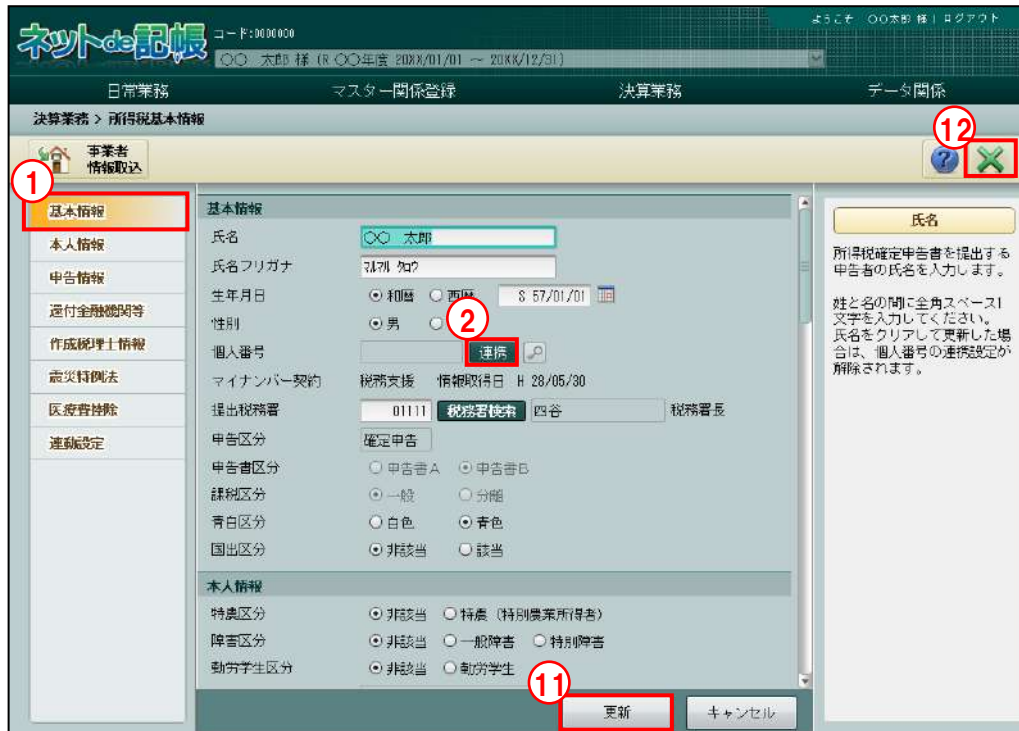 ようこそ ○○太郎 様 | ログアウト
ネットde記帳
コード:0000000
○○ 太郎 様 (R ○○年度 20XX/01/01 ～ 20XX/12/31)
日常業務 マスター関係登録 決算業務 データ関係
決算業務 > 所得税基本情報
事業者
情報取込
12
?
1
基本情報
本人情報
申告情報
還付金融機関等
作成税理士情報
震災特例法
医療費控除
連動設定
基本情報
氏名 ○○ 太郎
氏名フリガナ ﾏﾙﾏﾙ ﾀﾛｳ
生年月日 和暦 西暦 S 57/01/01
性別 男
2
個人番号 連携
マイナンバー契約 税務支援 情報取得日 H 28/05/30
提出税務署 01111 税務署検索 四谷 税務署長
申告区分 確定申告
申告書区分 申告書A 申告書B
課税区分 一般 分離
青白区分 白色 青色
国出区分 非該当 該当
本人情報
特農区分 非該当 特農 (特別農業所得者)
障害区分 非該当 一般障害 特別障害
勤労学生区分 非該当 勤労学生
11
更新 キャンセル
氏名
所得税確定申告書を提出する
申告者の氏名を入力します。
姓と名の間に全角スペース1
文字を入力してください。
氏名をクリアして更新した場
合は、個人番号の連携設定が
解除されます。